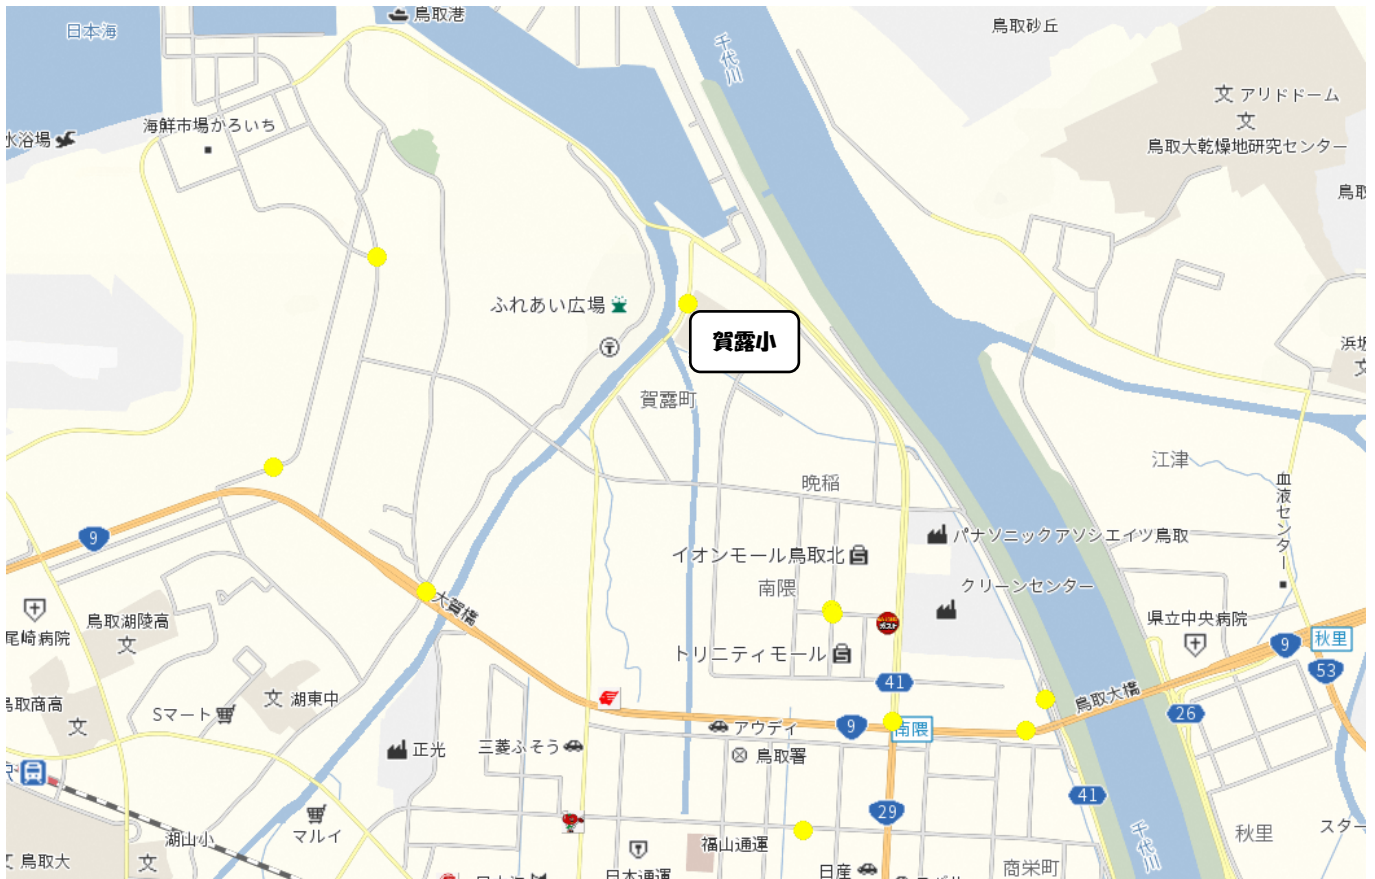 鳥取港
日本海
千代川
鳥取砂丘
アリドドーム
海鮮市場かろいち
水浴場
鳥取大乾燥地研究センター
鳥取
ふれあい広場
賀露小
浜坂
賀露町
江津
晩稲
血液センター
9
パナソニックアソシエイツ鳥取
イオンモール鳥取北
南隈
クリーンセンター
大賀橋
鳥取湖陵高
尾崎病院
県立中央病院
秋里
9
トリニティモール
53
41
湖東中
鳥取大橋
鳥取商高
Sマート
26
アウディ
9
南隈
三菱ふそう
正光
鳥取署
41
29
マルイ
湖山小
千代川
秋里
スター
福山通運
鳥取大
日産
商栄町
日本通運